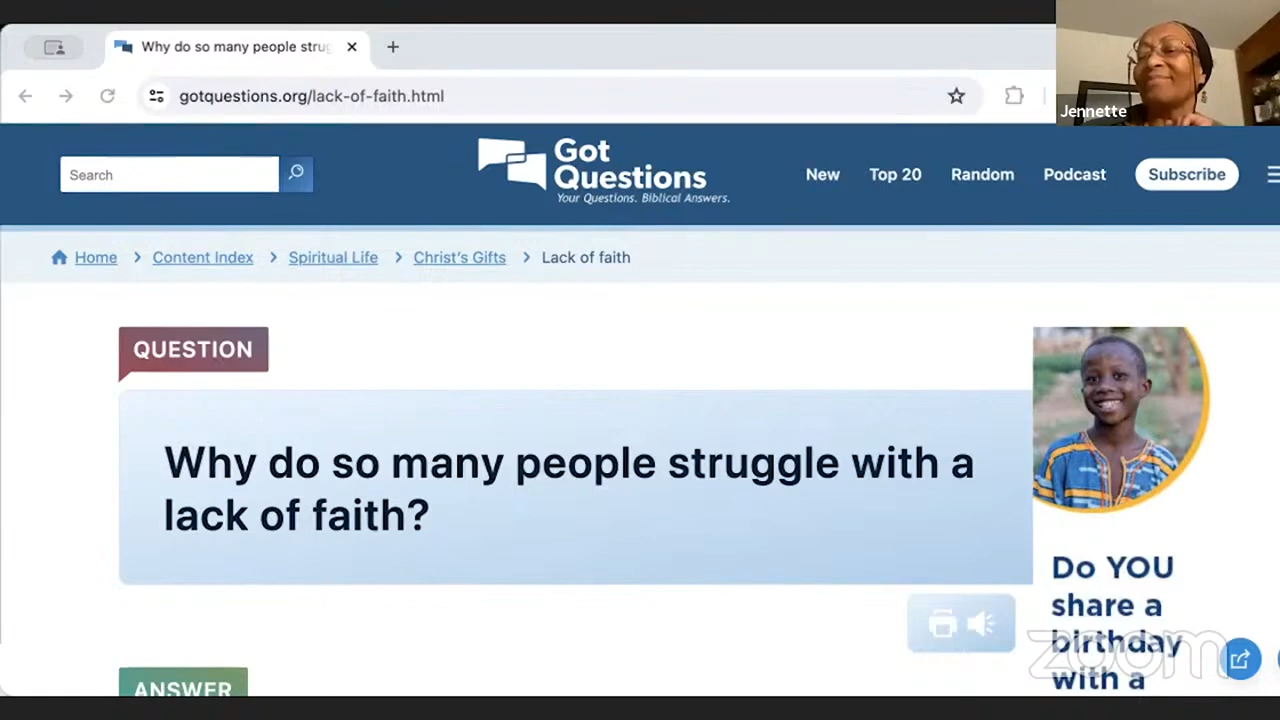 Why do so many people stru
Jennette
gotquestions.org/lack-of-faith.html
Search
Got
Questions
Your Questions. Biblical Answers.
New
Top 20
Random
Podcast
Subscribe
Home
Content Index
Spiritual Life
Christ's Gifts
Lack of faith
QUESTION
Why do so many people struggle with a
lack of faith?
Do YOU
share a
birthday
with a
zoom
ANSWER